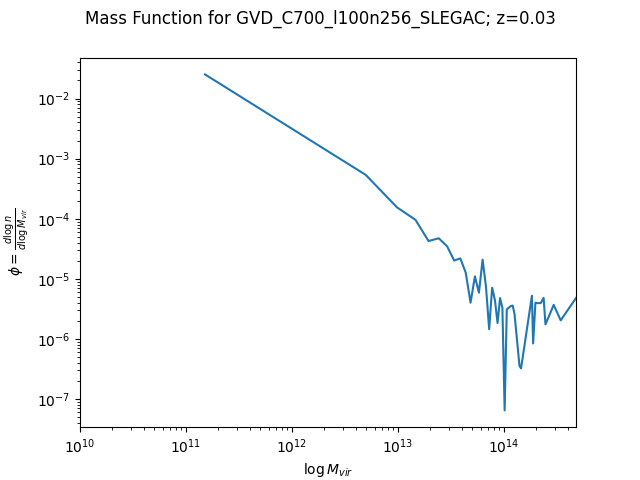 Mass Function for GVD_C700_l100n256_SLEGAC; z=0.03
10⁻²
10⁻³
10⁻⁴
10⁻⁵
10⁻⁶
10⁻⁷
ϕ = d log n / d log M_vir
10¹⁰ 10¹¹ 10¹² 10¹³ 10¹⁴
log M_vir